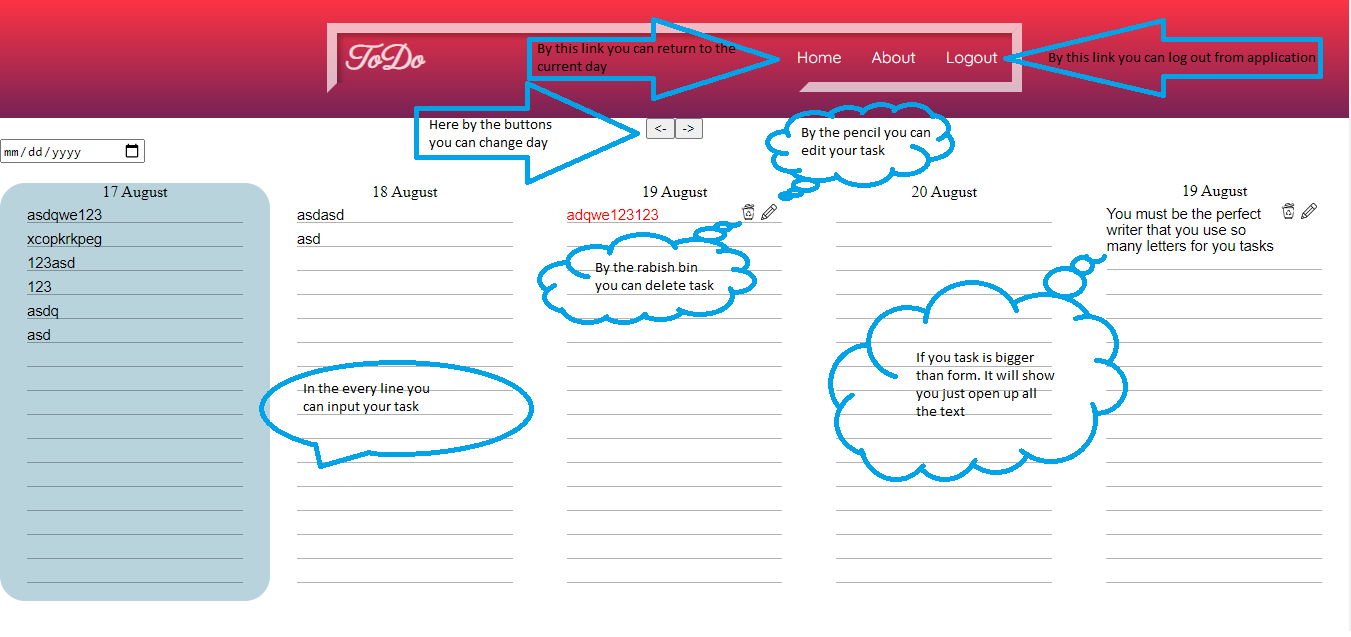 ToDo
By this link you can return to the
current day
Home
About
Logout
By this link you can log out from application
Here by the buttons
you can change day
<-
->
By the pencil you can
edit your task
mm/dd/yyyy
17 August
asdqwe123
xcopkrkpeg
123asd
123
asdq
asd
18 August
asdasd
asd
In the every line you
can input your task
19 August
adqwe123123
By the rabish bin
you can delete task
20 August
If you task is bigger
than form. It will show
you just open up all
the text
19 August
You must be the perfect
writer that you use so
many letters for you tasks